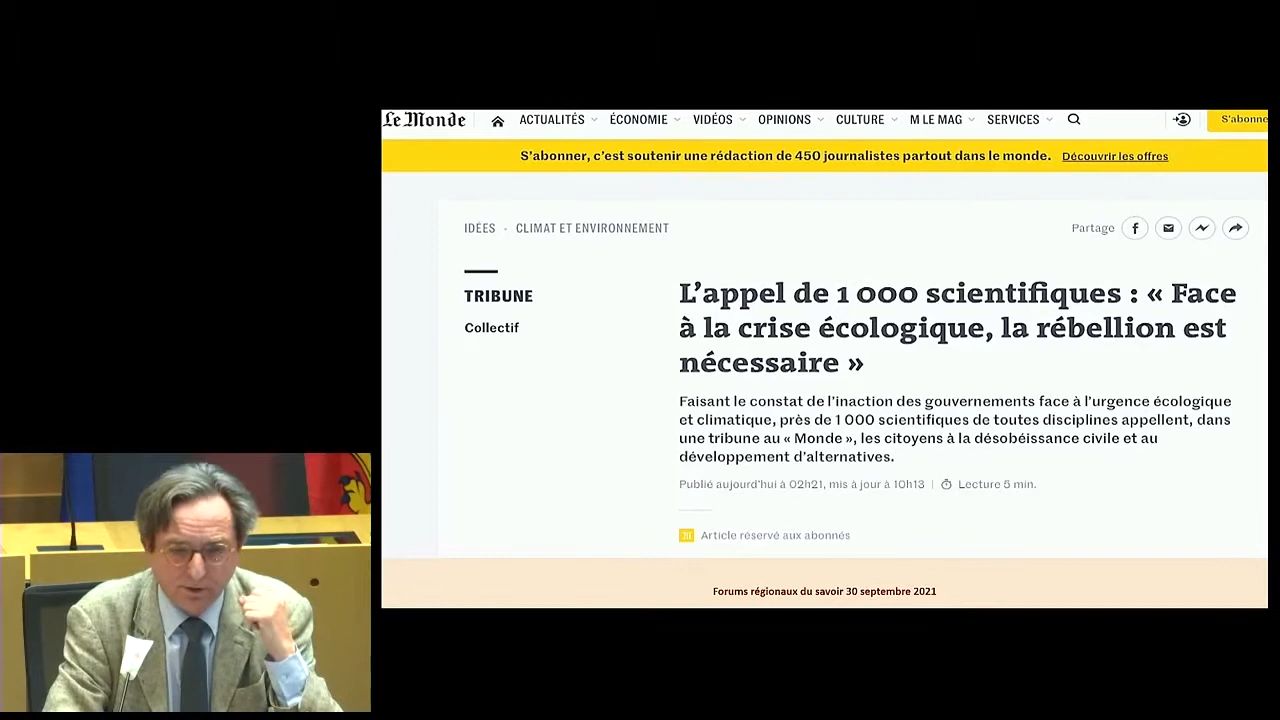 Le Monde
ACTUALITÉS
ÉCONOMIE
VIDÉOS
OPINIONS
CULTURE
M LE MAG
SERVICES
S'abonne
S'abonner, c'est soutenir une rédaction de 450 journalistes partout dans le monde. Découvrir les offres
IDÉES · CLIMAT ET ENVIRONNEMENT
Partage
TRIBUNE
Collectif
L'appel de 1 000 scientifiques : « Face
à la crise écologique, la rébellion est
nécessaire »
Faisant le constat de l'inaction des gouvernements face à l'urgence écologique
et climatique, près de 1 000 scientifiques de toutes disciplines appellent, dans
une tribune au « Monde », les citoyens à la désobéissance civile et au
développement d'alternatives.
Publié aujourd'hui à 02h21, mis à jour à 10h13 | Lecture 5 min.
Article réservé aux abonnés
Forums régionaux du savoir 30 septembre 2021